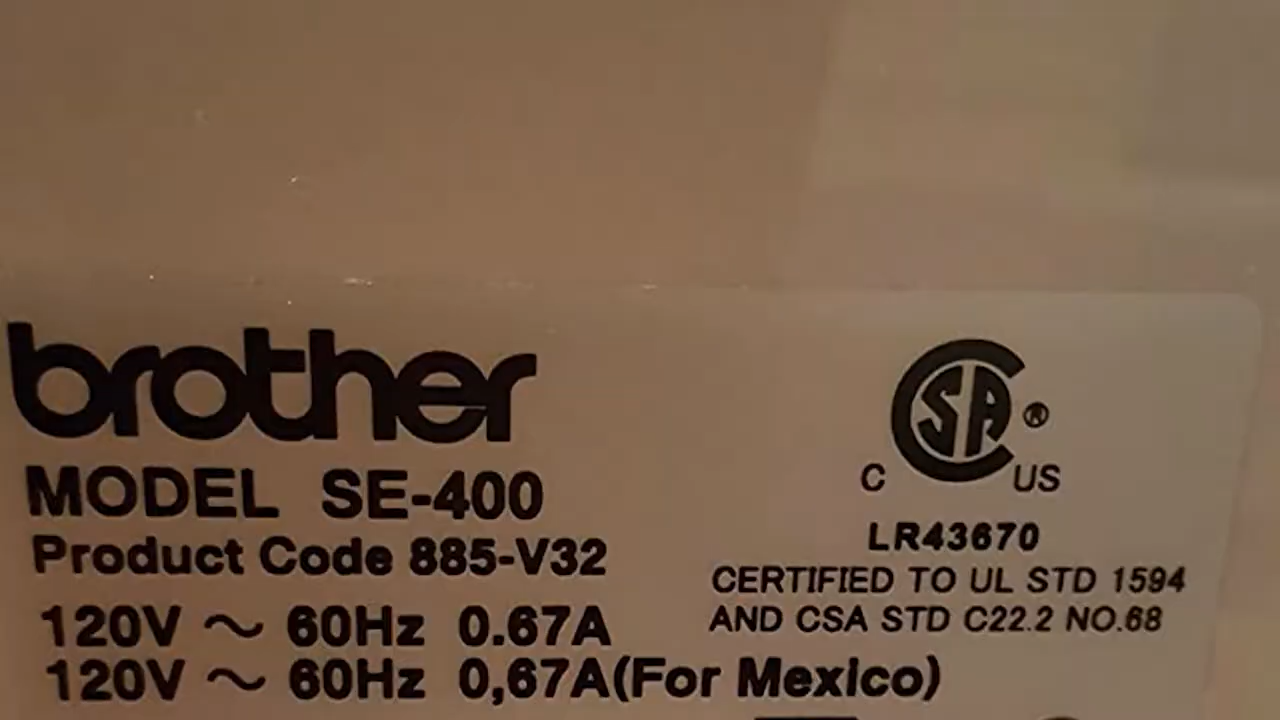 brother
MODEL SE-400
Product Code 885-V32
120V ~ 60Hz 0.67A
120V ~ 60Hz 0,67A(For Mexico)
CSA®
C US
LR43670
CERTIFIED TO UL STD 1594
AND CSA STD C22.2 NO.68